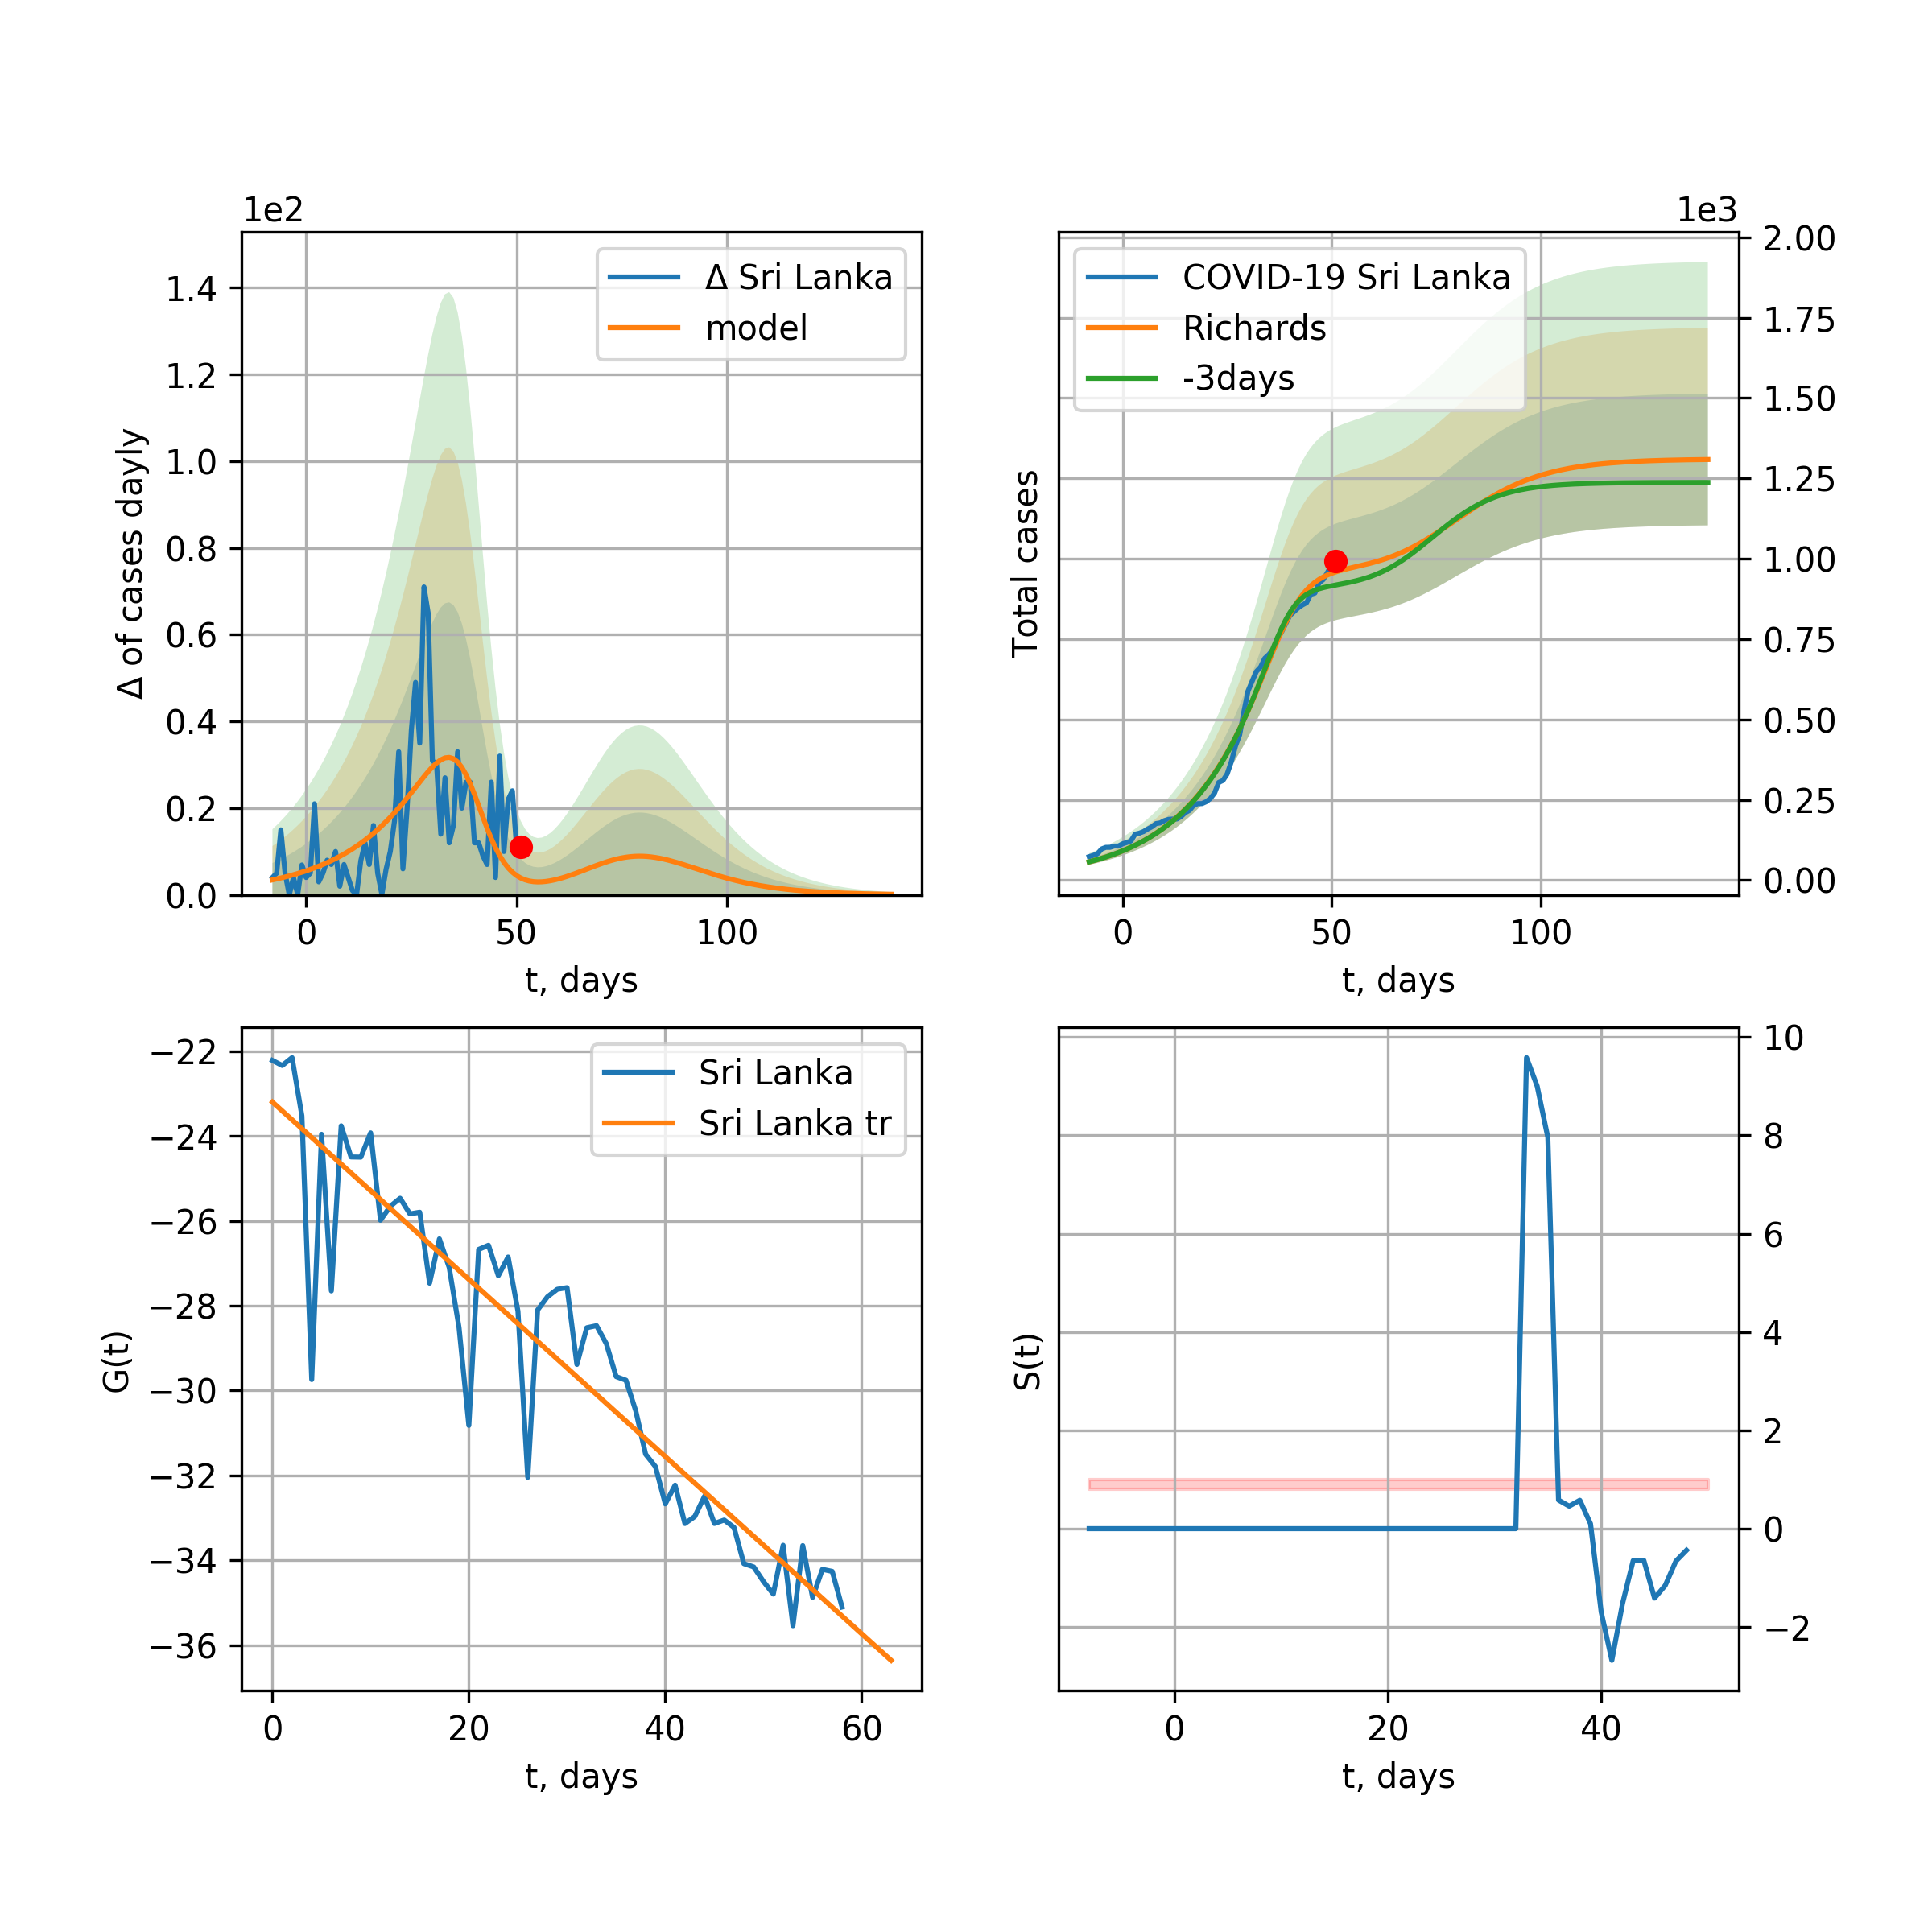 1e2
1.4
1.2
1.0
0.8
0.6
0.4
0.2
0.0
Δ of cases dayly
Δ Sri Lanka
model
0 50 100
t, days
1e3
2.00
1.75
1.50
1.25
1.00
0.75
0.50
0.25
0.00
Total cases
COVID-19 Sri Lanka
Richards
-3days
0 50 100
t, days
−22
−24
−26
−28
−30
−32
−34
−36
G(t)
Sri Lanka
Sri Lanka tr
0 20 40 60
t, days
10
8
6
4
2
0
−2
S(t)
0 20 40
t, days